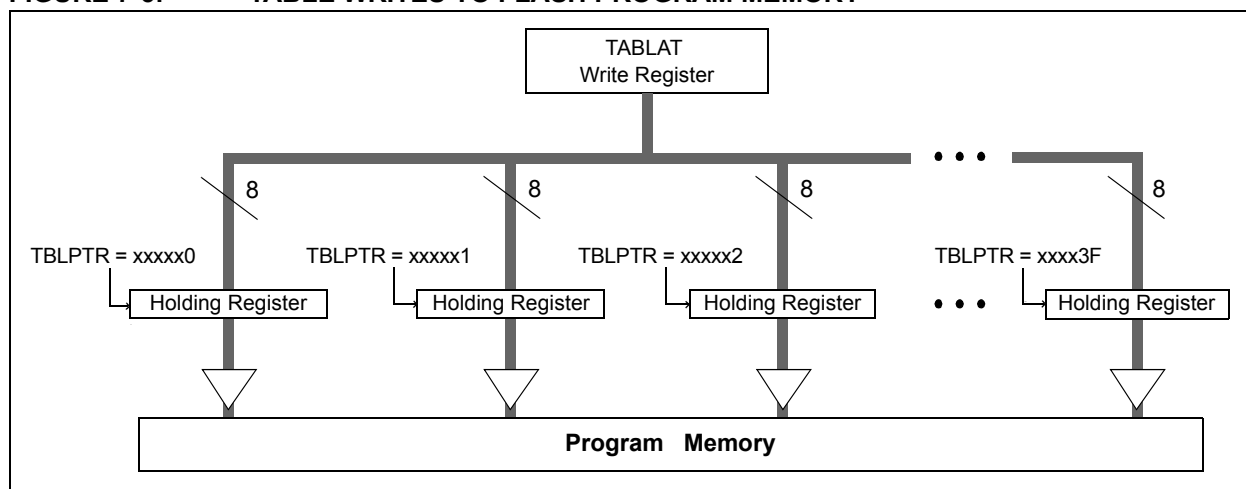 TABLAT
Write Register
8 8 8 8
TBLPTR = xxxxx0 TBLPTR = xxxxx1 TBLPTR = xxxxx2 TBLPTR = xxxx3F
Holding Register Holding Register Holding Register Holding Register
Program Memory